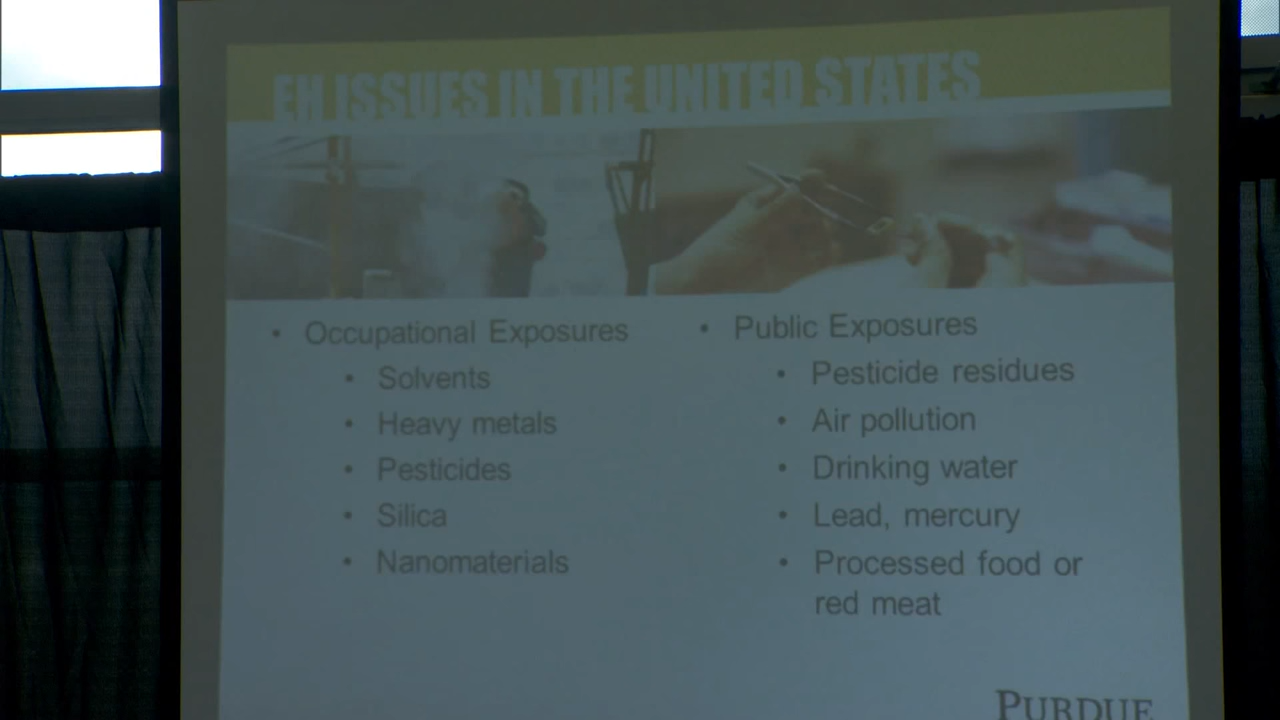 EH ISSUES IN THE UNITED STATES
• Occupational Exposures
• Solvents
• Heavy metals
• Pesticides
• Silica
• Nanomaterials
• Public Exposures
• Pesticide residues
• Air pollution
• Drinking water
• Lead, mercury
• Processed food or
red meat
PURDUE